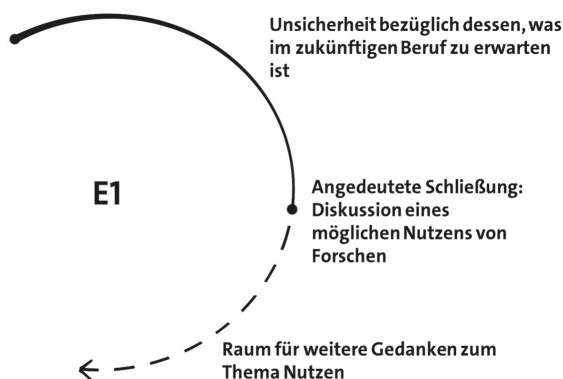 Unsicherheit bezüglich dessen, was
im zukünftigen Beruf zu erwarten
ist
E1
Angedeutete Schließung:
Diskussion eines
möglichen Nutzens von
Forschen
Raum für weitere Gedanken zum
Thema Nutzen